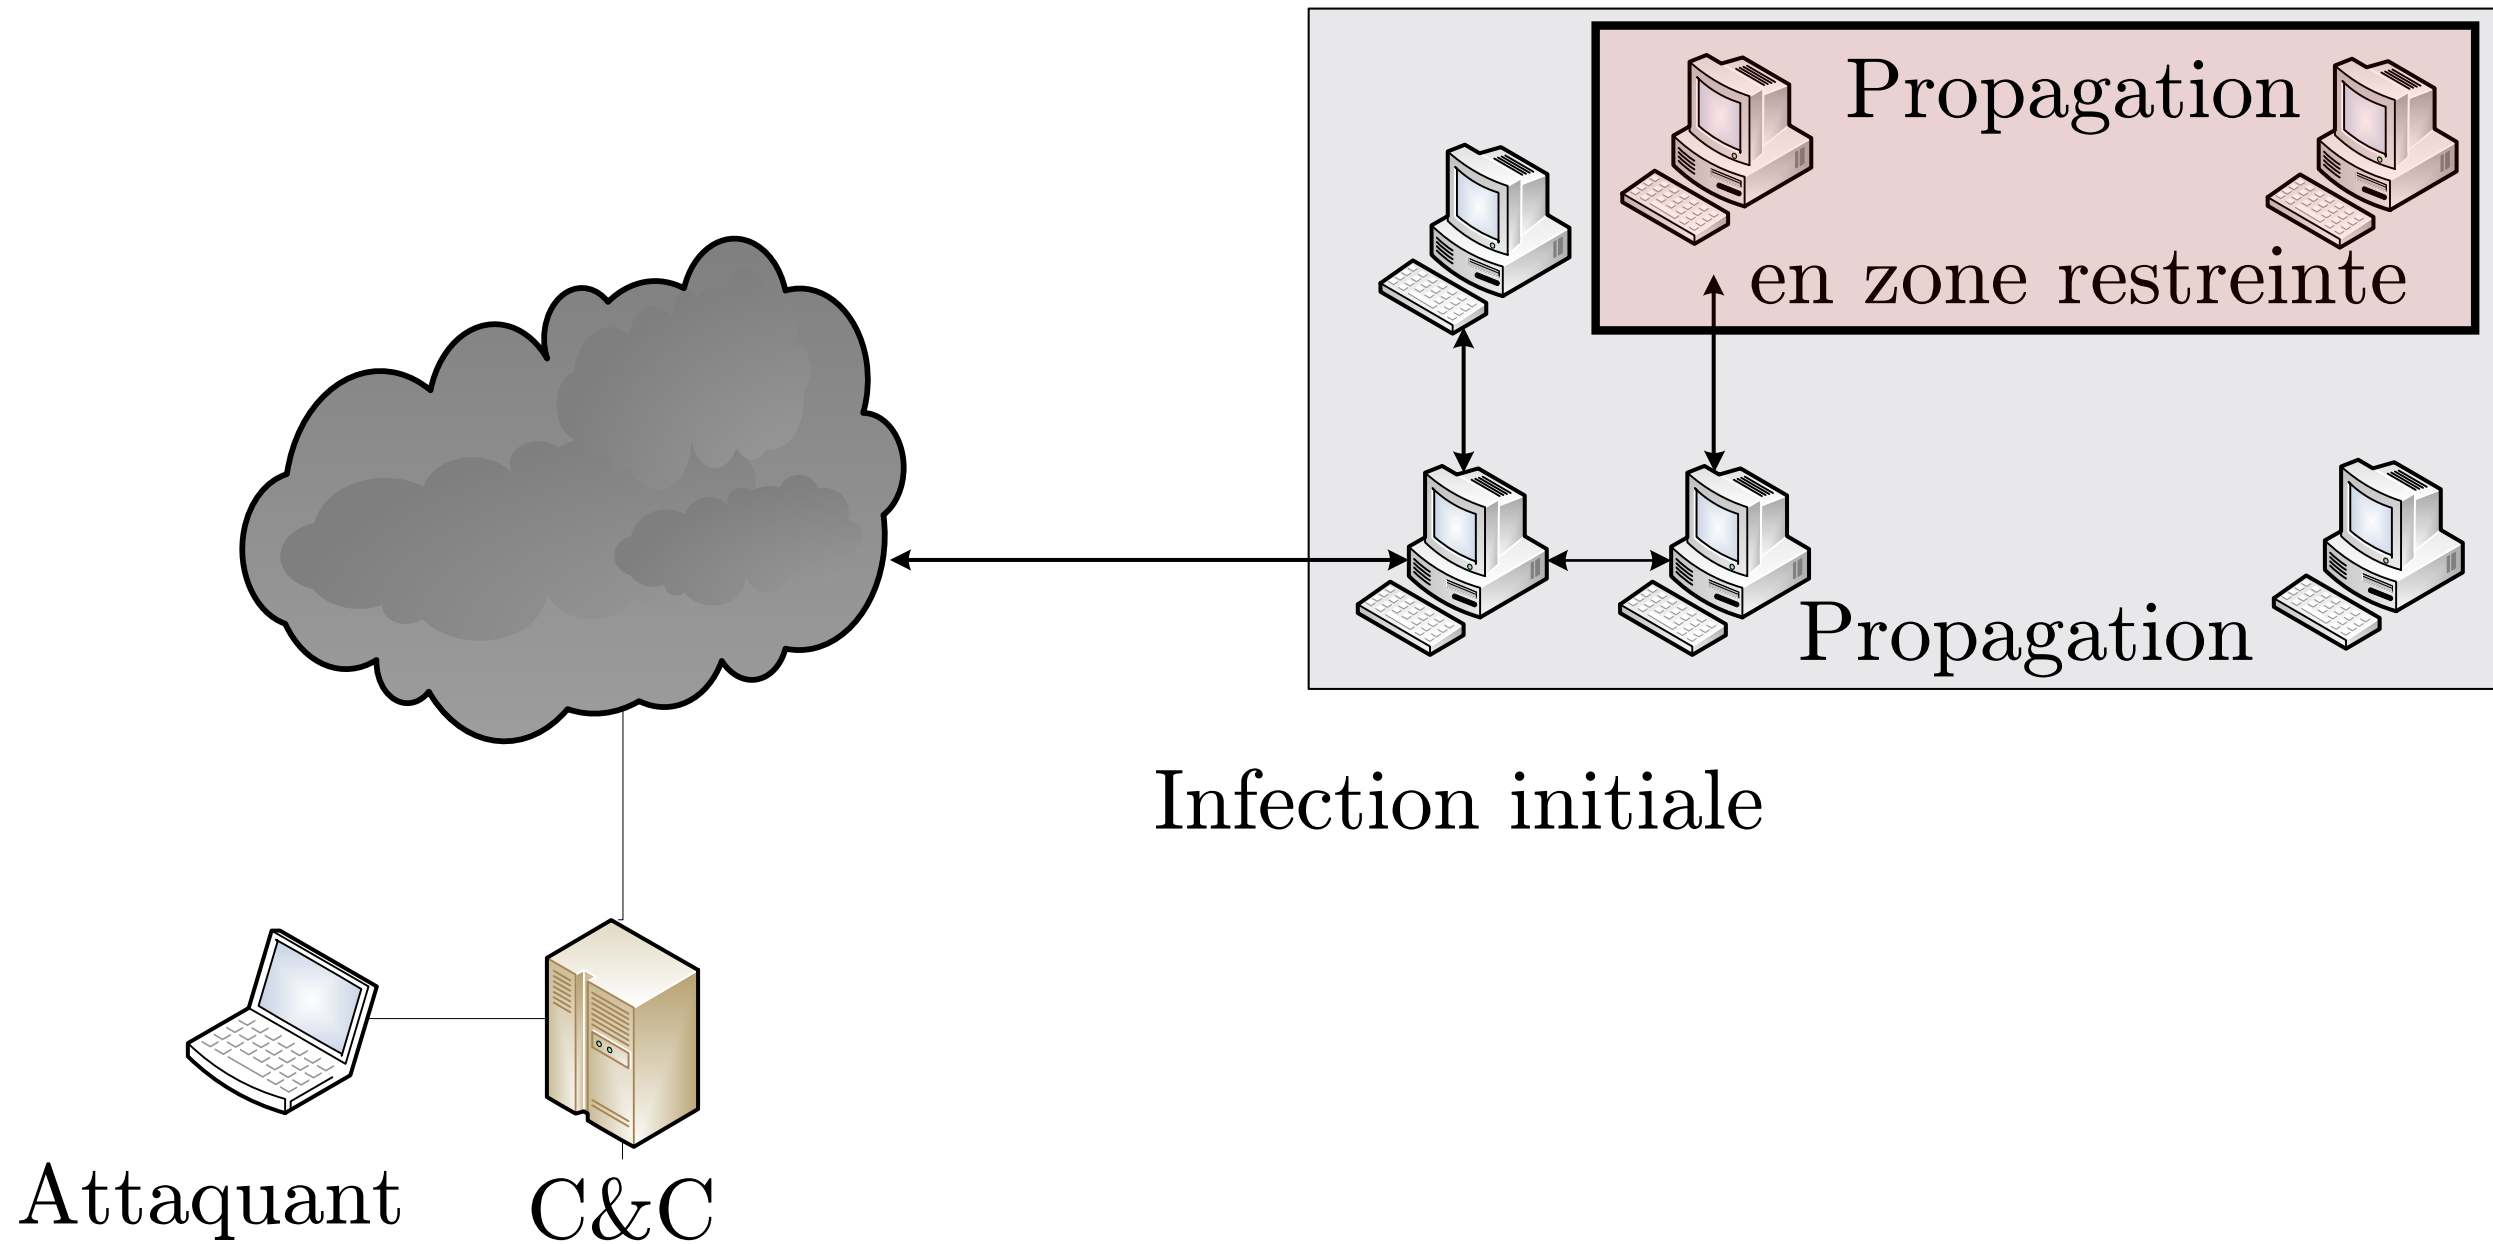 Propagation
en zone restreinte
Propagation
Infection initiale
Attaquant
C&C